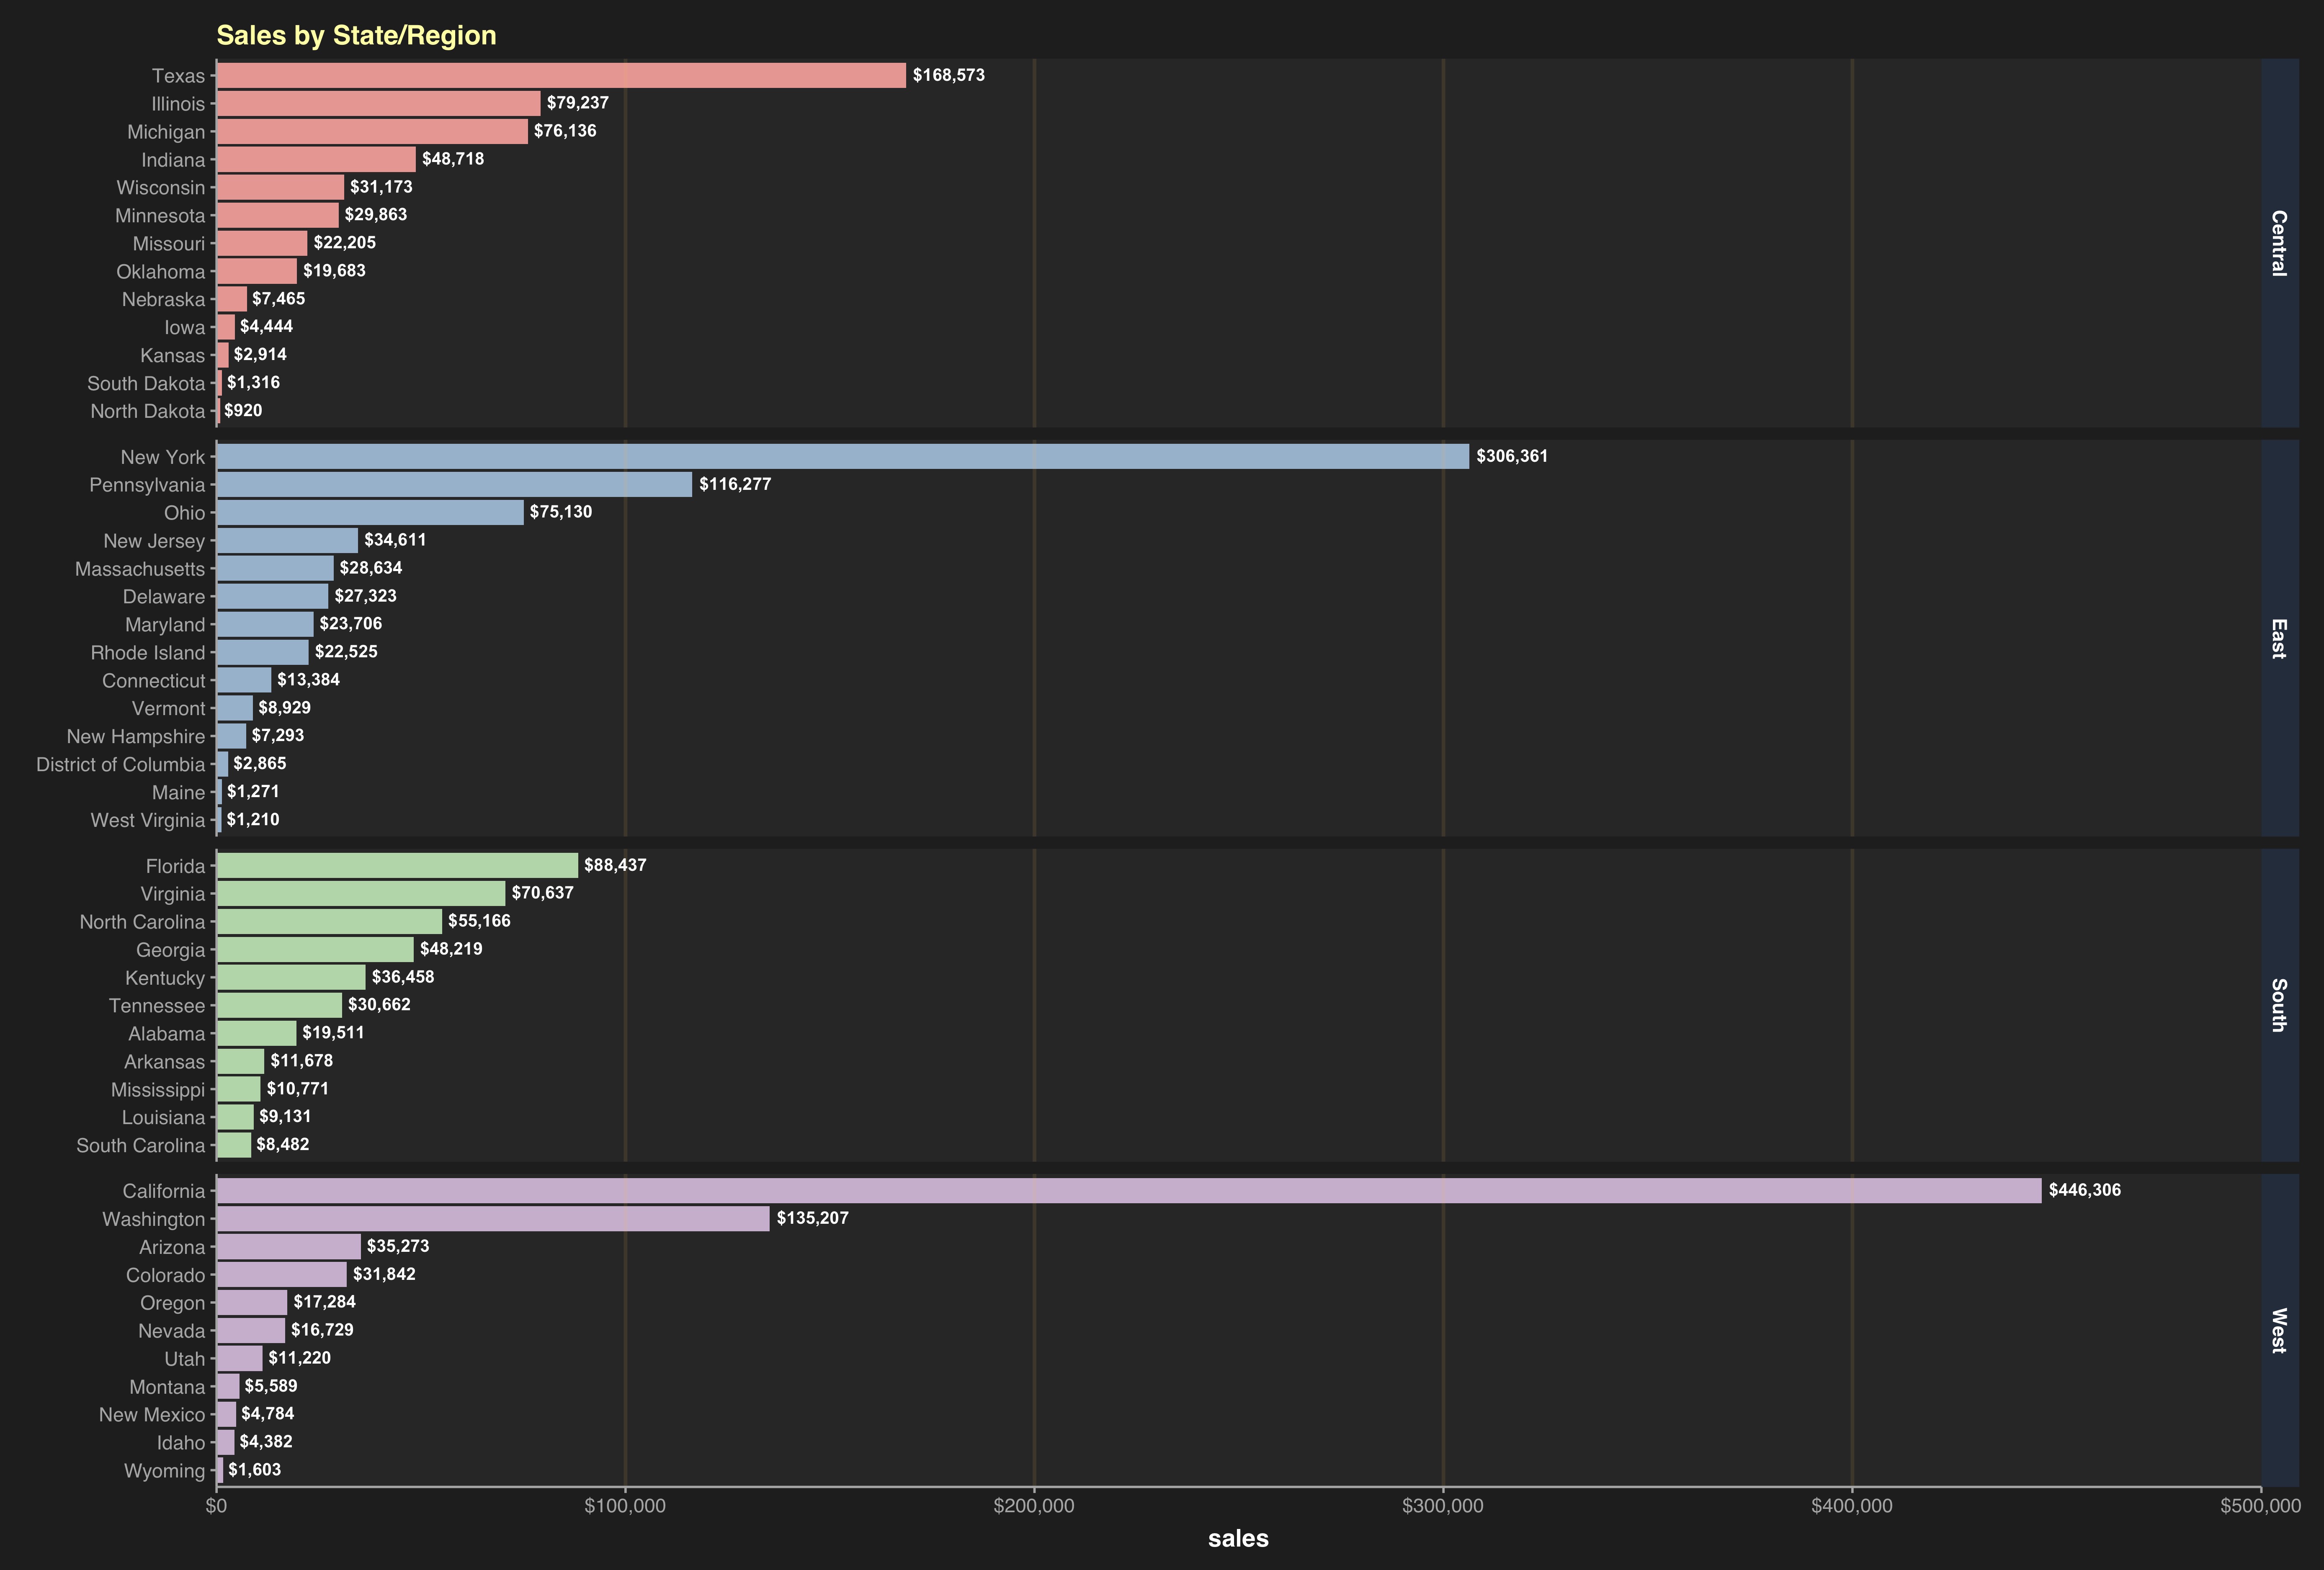 Sales by State/Region
Texas $168,573
Illinois $79,237
Michigan $76,136
Indiana $48,718
Wisconsin $31,173
Minnesota $29,863
Missouri $22,205
Oklahoma $19,683
Nebraska $7,465
Iowa $4,444
Kansas $2,914
South Dakota $1,316
North Dakota $920
Central
New York $306,361
Pennsylvania $116,277
Ohio $75,130
New Jersey $34,611
Massachusetts $28,634
Delaware $27,323
Maryland $23,706
Rhode Island $22,525
Connecticut $13,384
Vermont $8,929
New Hampshire $7,293
District of Columbia $2,865
Maine $1,271
West Virginia $1,210
East
Florida $88,437
Virginia $70,637
North Carolina $55,166
Georgia $48,219
Kentucky $36,458
Tennessee $30,662
Alabama $19,511
Arkansas $11,678
Mississippi $10,771
Louisiana $9,131
South Carolina $8,482
South
California $446,306
Washington $135,207
Arizona $35,273
Colorado $31,842
Oregon $17,284
Nevada $16,729
Utah $11,220
Montana $5,589
New Mexico $4,784
Idaho $4,382
Wyoming $1,603
West
$0 $100,000 $200,000 $300,000 $400,000 $500,000
sales